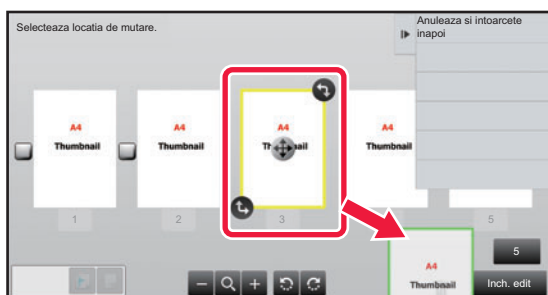 Selecteaza locatia de mutare.
Anuleaza si intoarcete
inapoi
A4
Thumbnail
A4
Thumbnail
A4
Thumbnail
A4
Thumbnail
1
2
3
5
A4
Thumbnail
5
Inch. edit